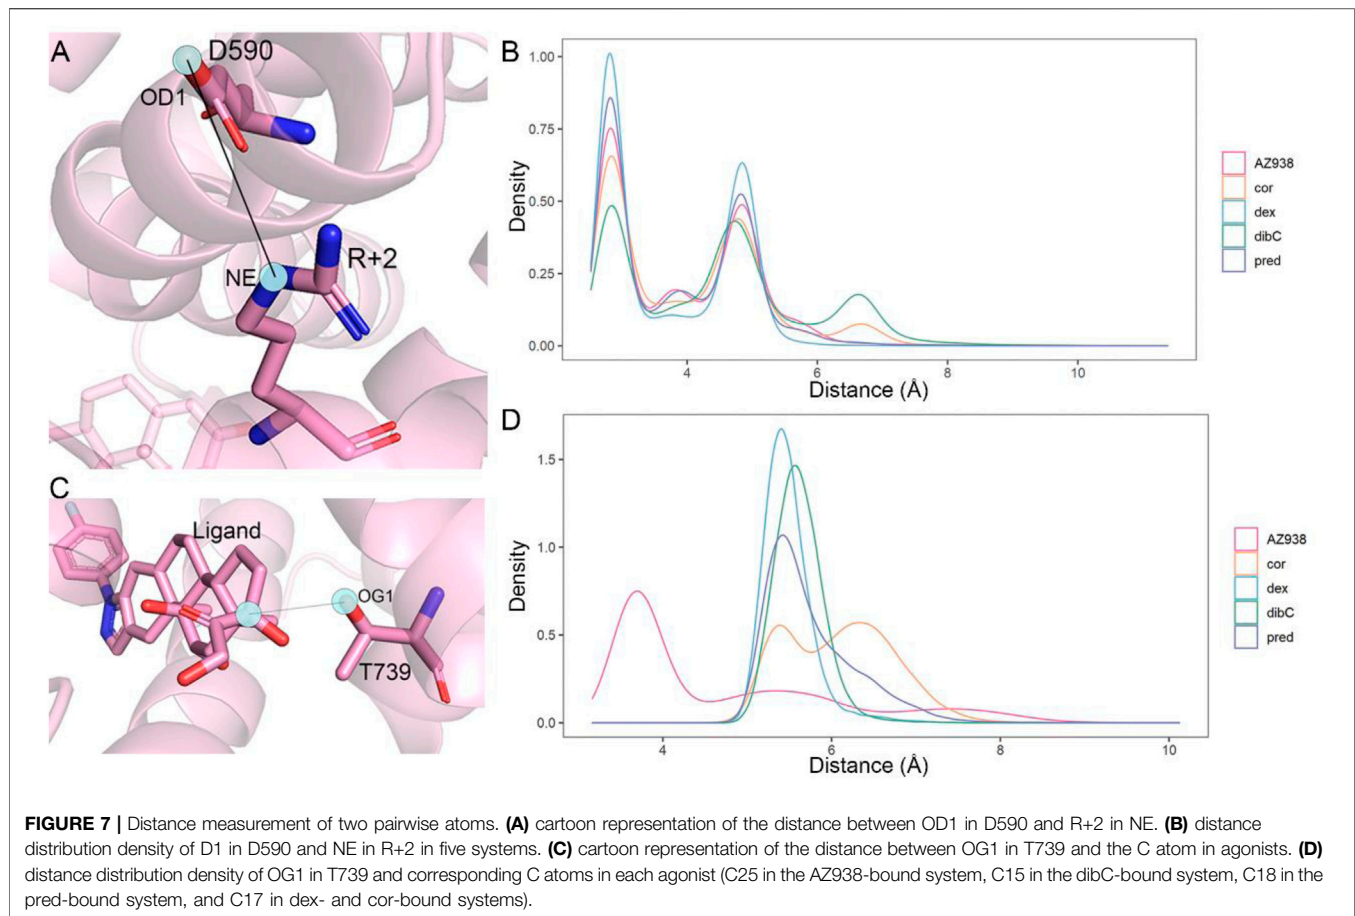 A
D590
OD1
NE
R+2
B
1.00
0.75
0.50
0.25
0.00
Density
4
6
8
10
Distance (Å)
AZ938
cor
dex
dibC
pred
C
Ligand
OG1
T739
D
1.5
1.0
0.5
0.0
Density
4
6
8
10
Distance (Å)
AZ938
cor
dex
dibC
pred
FIGURE 7 | Distance measurement of two pairwise atoms. (A) cartoon representation of the distance between OD1 in D590 and R+2 in NE. (B) distance
distribution density of D1 in D590 and NE in R+2 in five systems. (C) cartoon representation of the distance between OG1 in T739 and the C atom in agonists. (D)
distance distribution density of OG1 in T739 and corresponding C atoms in each agonist (C25 in the AZ938-bound system, C15 in the dibC-bound system, C18 in the
pred-bound system, and C17 in dex- and cor-bound systems).